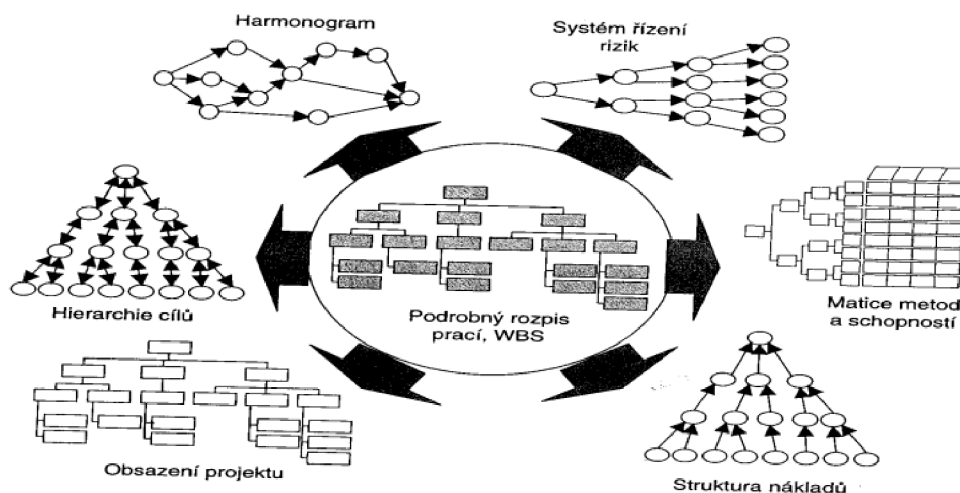 Harmonogram
Systém řízení
rizik
Hierarchie cílů
Podrobný rozpis
prací, WBS
Matice metod
a schopností
Obsazení projektu
Struktura nákladů